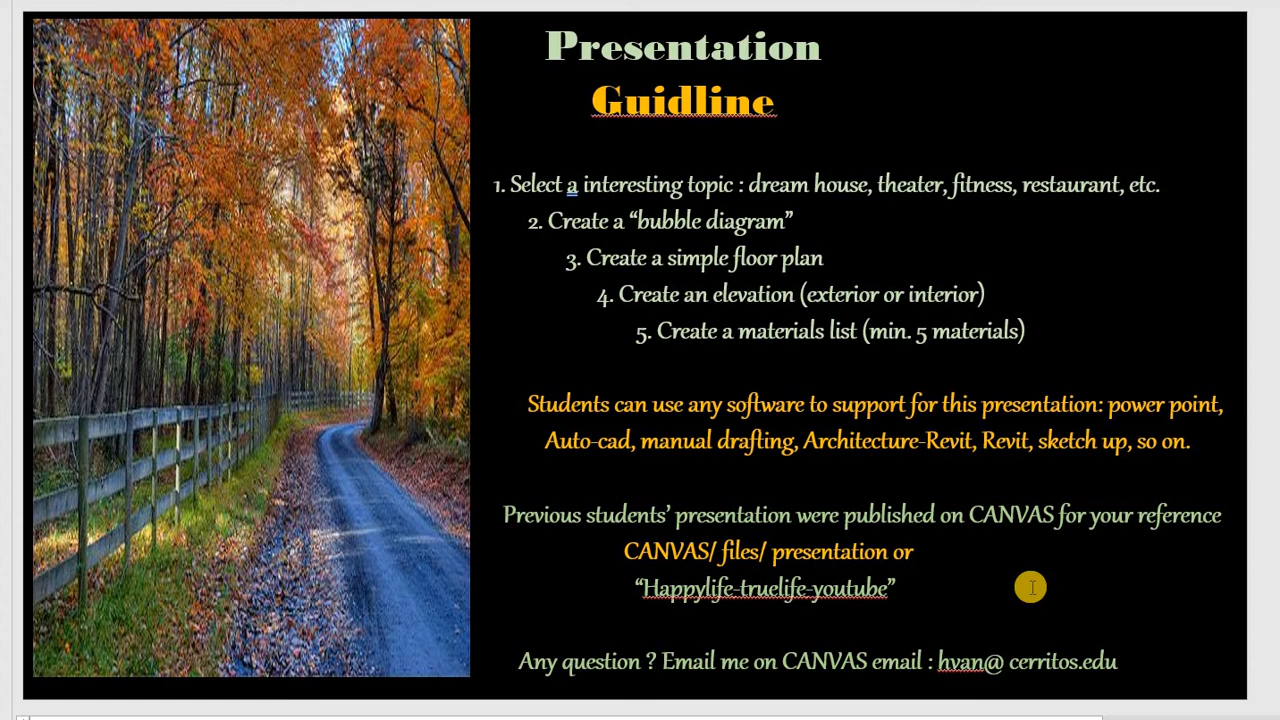 Presentation
Guidline
1. Select a interesting topic : dream house, theater, fitness, restaurant, etc.
2. Create a “bubble diagram”
3. Create a simple floor plan
4. Create an elevation (exterior or interior)
5. Create a materials list (min. 5 materials)
Students can use any software to support for this presentation: power point,
Auto-cad, manual drafting, Architecture-Revit, Revit, sketch up, so on.
Previous students’ presentation were published on CANVAS for your reference
CANVAS/ files/ presentation or
“Happylife-truelife-youtube”
Any question ? Email me on CANVAS email : hvan@ cerritos.edu